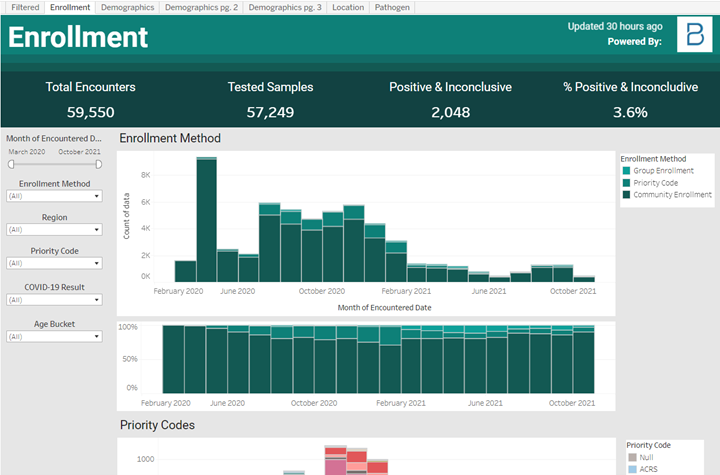 Filtered Enrollment Demographics Demographics pg. 2 Demographics pg. 3 Location Pathogen
Enrollment
Updated 30 hours ago
Powered By:
B
Total Encounters Tested Samples Positive & Inconclusive % Positive & Inconcludive
59,550 57,249 2,048 3.6%
Month of Encountered D...
March 2020 October 2021
Enrollment Method
(All)
Region
(All)
Priority Code
(All)
COVID-19 Result
(All)
Age Bucket
(All)
Enrollment Method
8K
6K
4K
2K
0K
Count of data
February 2020 June 2020 October 2020 February 2021 June 2021 October 2021
Month of Encountered Date
Enrollment Method
Group Enrollment
Priority Code
Community Enrollment
100%
50%
0%
February 2020 June 2020 October 2020 February 2021 June 2021 October 2021
Priority Codes
1000
Priority Code
Null
ACRS